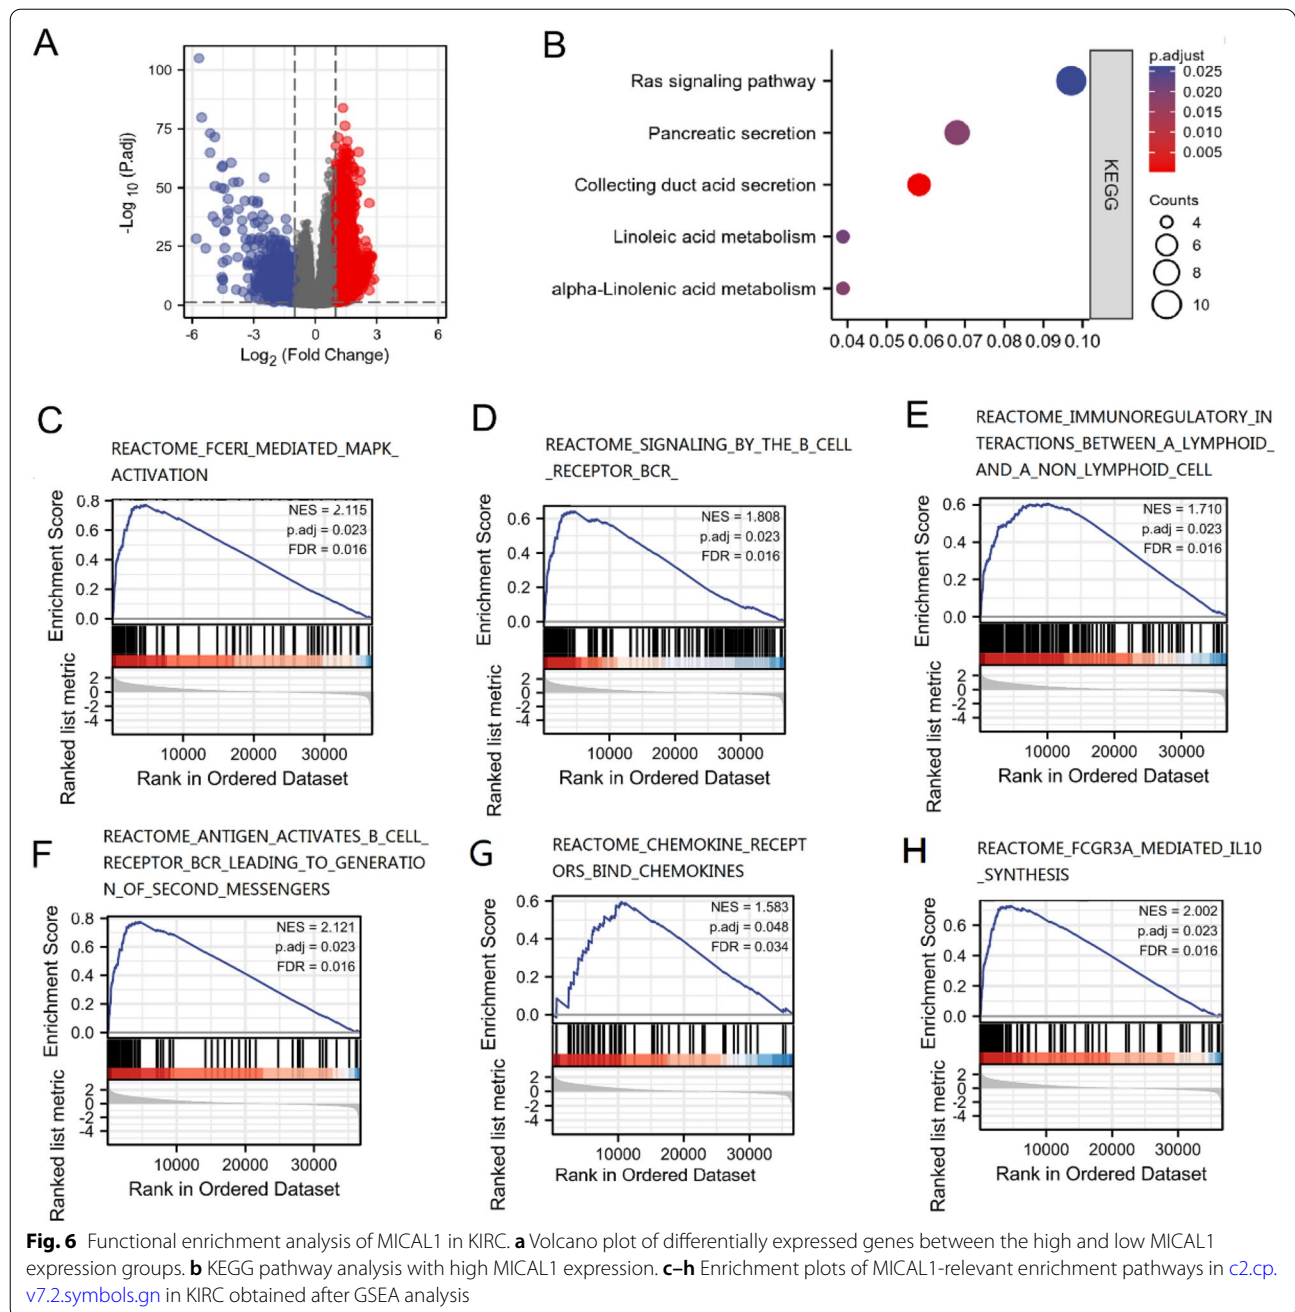 A
-Log 10 (P.adj)
100
75
50
25
0
-6 -3 0 3 6
Log2 (Fold Change)
B
Ras signaling pathway
Pancreatic secretion
Collecting duct acid secretion
Linoleic acid metabolism
alpha-Linolenic acid metabolism
0.04 0.05 0.06 0.07 0.08 0.09 0.10
KEGG
p.adjust
0.025
0.020
0.015
0.010
0.005
Counts
4
6
8
10
C
REACTOME_FCERI_MEDIATED_MAPK_
ACTIVATION
Enrichment Score
0.8
0.6
0.4
0.2
0.0
NES = 2.115
p.adj = 0.023
FDR = 0.016
Ranked list metric
2
0
-2
-4
10000 20000 30000
Rank in Ordered Dataset
D
REACTOME_SIGNALING_BY_THE_B_CELL
_RECEPTOR_BCR_
Enrichment Score
0.6
0.4
0.2
0.0
NES = 1.808
p.adj = 0.023
FDR = 0.016
Ranked list metric
2
0
-2
-4
10000 20000 30000
Rank in Ordered Dataset
E
REACTOME_IMMUNOREGULATORY_IN
TERACTIONS_BETWEEN_A_LYMPHOID_
AND_A_NON_LYMPHOID_CELL
Enrichment Score
0.6
0.4
0.2
0.0
NES = 1.710
p.adj = 0.023
FDR = 0.016
Ranked list metric
2
0
-2
-4
10000 20000 30000
Rank in Ordered Dataset
F
REACTOME_ANTIGEN_ACTIVATES_B_CELL_
RECEPTOR_BCR_LEADING_TO_GENERATIO
N_OF_SECOND_MESSENGERS
Enrichment Score
0.8
0.6
0.4
0.2
0.0
NES = 2.121
p.adj = 0.023
FDR = 0.016
Ranked list metric
2
0
-2
-4
10000 20000 30000
Rank in Ordered Dataset
G
REACTOME_CHEMOKINE_RECEPT
ORS_BIND_CHEMOKINES
Enrichment Score
0.6
0.4
0.2
0.0
NES = 1.583
p.adj = 0.048
FDR = 0.034
Ranked list metric
2
0
-2
-4
10000 20000 30000
Rank in Ordered Dataset
H
REACTOME_FCGR3A_MEDIATED_IL10
_SYNTHESIS
Enrichment Score
0.6
0.4
0.2
0.0
NES = 2.002
p.adj = 0.023
FDR = 0.016
Ranked list metric
2
0
-2
-4
10000 20000 30000
Rank in Ordered Dataset
Fig. 6 Functional enrichment analysis of MICAL1 in KIRC. a Volcano plot of differentially expressed genes between the high and low MICAL1
expression groups. b KEGG pathway analysis with high MICAL1 expression. c–h Enrichment plots of MICAL1-relevant enrichment pathways in c2.cp.
v7.2.symbols.gn in KIRC obtained after GSEA analysis